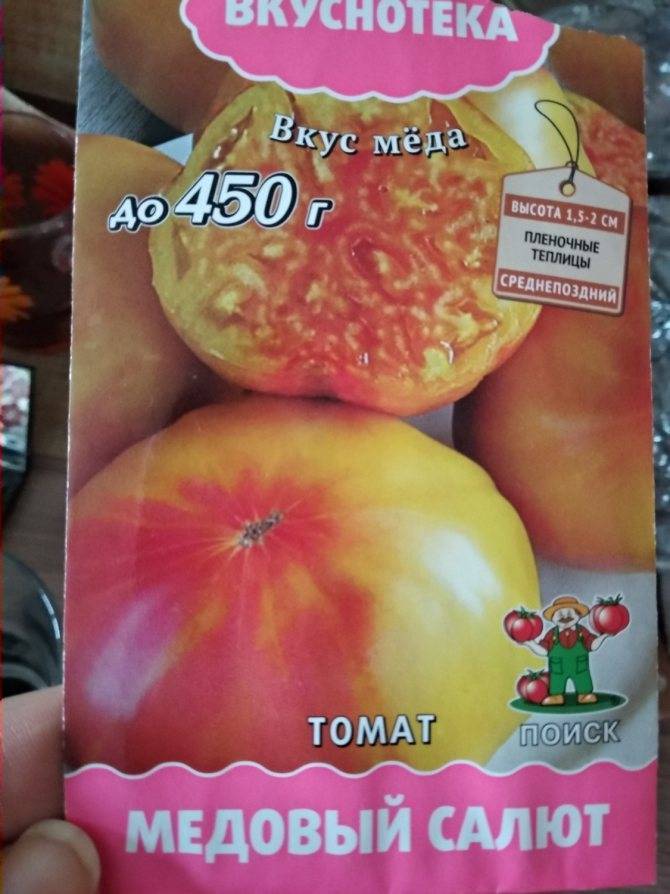 ВКУСНОТЕКА
Вкус мёда
до 450 г
ВЫСОТА 1,5-2 СМ
ПЛЕНОЧНЫЕ
ТЕПЛИЦЫ
СРЕДНЕПОЗДНИЙ
ТОМАТ
ПОИСК
МЕДОВЫЙ САЛЮТ